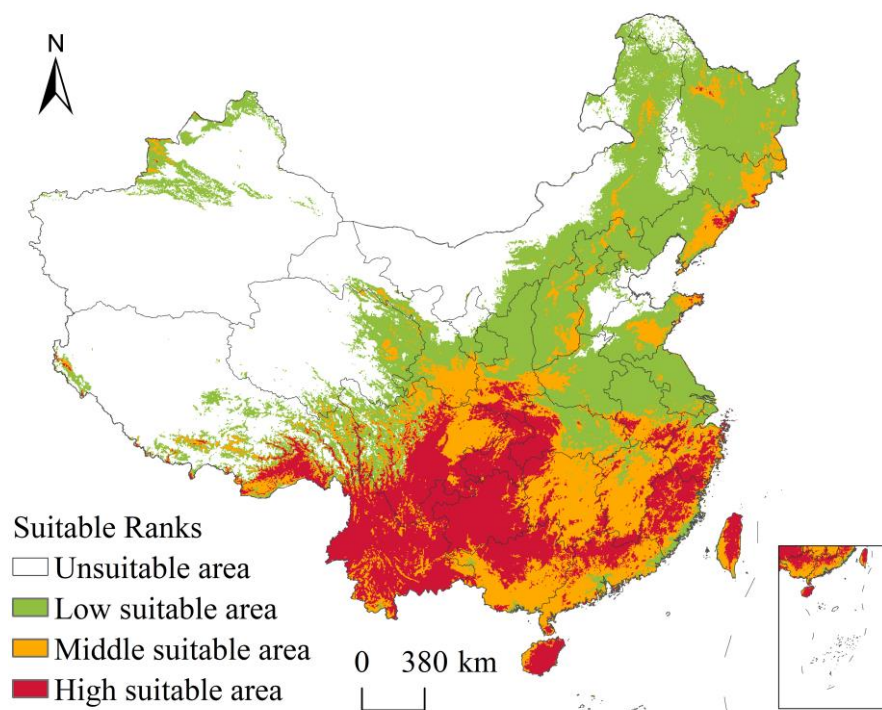 N
Suitable Ranks
Unsuitable area
Low suitable area
Middle suitable area
High suitable area
0 380 km